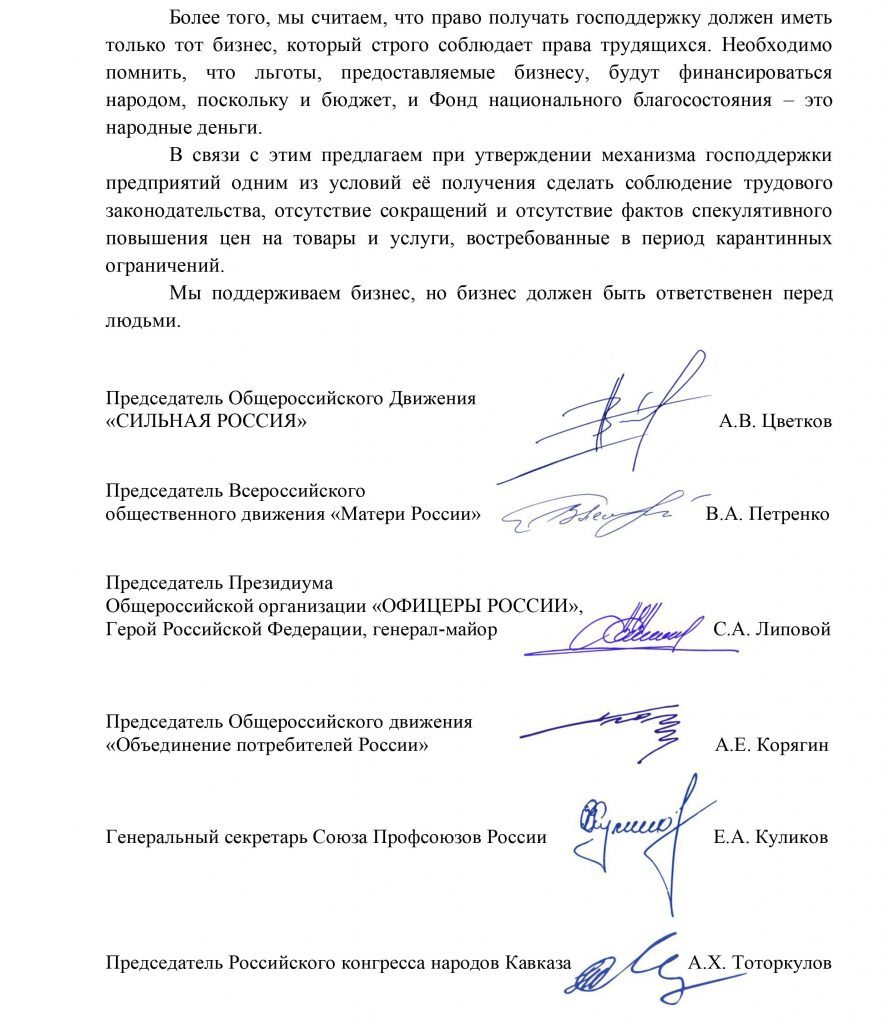 Более того, мы считаем, что право получать господдержку должен иметь
только тот бизнес, который строго соблюдает права трудящихся. Необходимо
помнить, что льготы, предоставляемые бизнесу, будут финансироваться
народом, поскольку и бюджет, и Фонд национального благосостояния – это
народные деньги.
В связи с этим предлагаем при утверждении механизма господдержки
предприятий одним из условий её получения сделать соблюдение трудового
законодательства, отсутствие сокращений и отсутствие фактов спекулятивного
повышения цен на товары и услуги, востребованные в период карантинных
ограничений.
Мы поддерживаем бизнес, но бизнес должен быть ответственен перед
людьми.
Председатель Общероссийского Движения
«СИЛЬНАЯ РОССИЯ» А.В. Цветков
Председатель Всероссийского
общественного движения «Матери России» В.А. Петренко
Председатель Президиума
Общероссийской организации «ОФИЦЕРЫ РОССИИ»,
Герой Российской Федерации, генерал-майор С.А. Липовой
Председатель Общероссийского движения
«Объединение потребителей России» А.Е. Корягин
Генеральный секретарь Союза Профсоюзов России Е.А. Куликов
Председатель Российского конгресса народов Кавказа А.Х. Тоторкулов